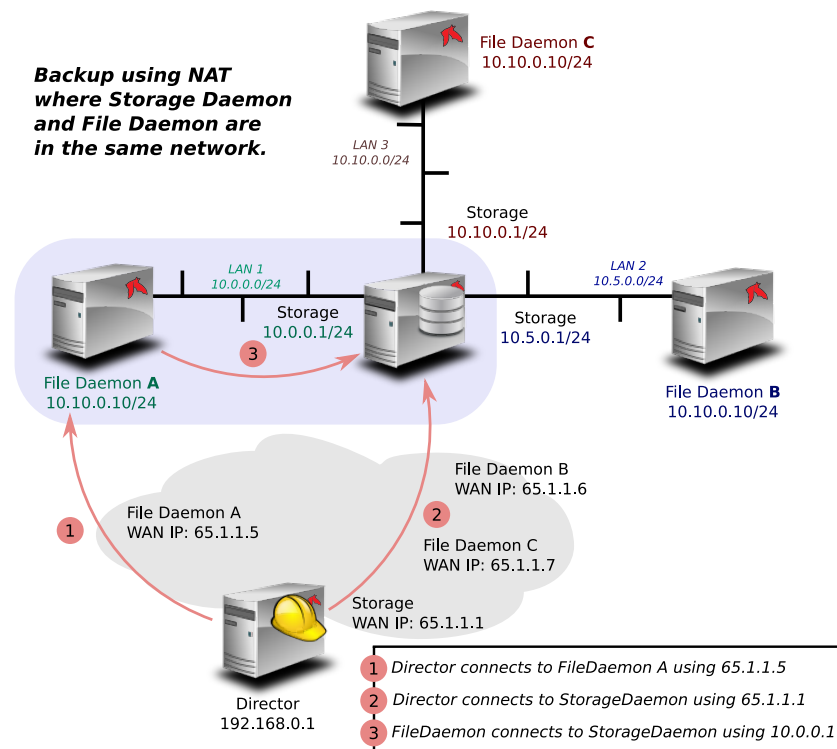 Backup using NAT
where Storage Daemon
and File Daemon are
in the same network.
File Daemon C
10.10.0.10/24
LAN 3
10.10.0.0/24
Storage
10.10.0.1/24
LAN 1
10.0.0.0/24
Storage
10.0.0.1/24
LAN 2
10.5.0.0/24
Storage
10.5.0.1/24
3
File Daemon A
10.10.0.10/24
File Daemon B
10.10.0.10/24
File Daemon B
WAN IP: 65.1.1.6
1
File Daemon A
WAN IP: 65.1.1.5
2
File Daemon C
WAN IP: 65.1.1.7
Storage
WAN IP: 65.1.1.1
Director
192.168.0.1
1 Director connects to FileDaemon A using 65.1.1.5
2 Director connects to StorageDaemon using 65.1.1.1
3 FileDaemon connects to StorageDaemon using 10.0.0.1